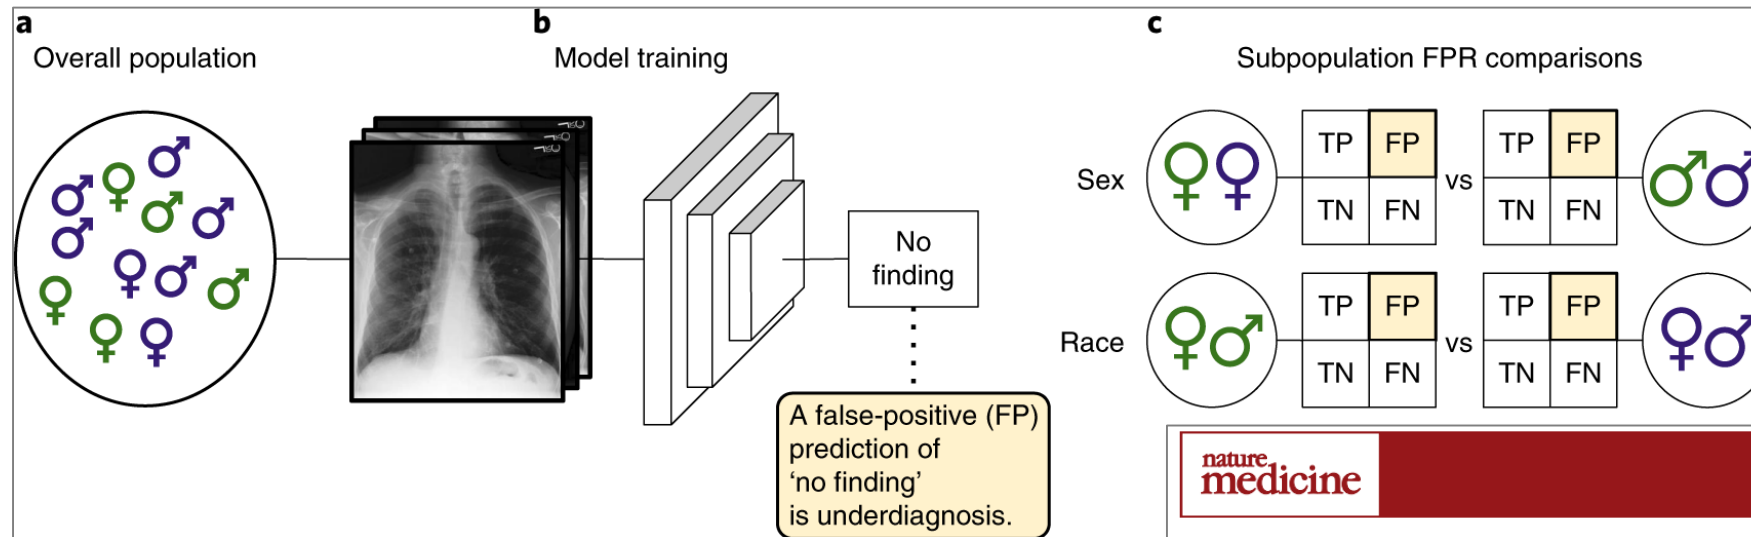 a
Overall population
b
Model training
No
finding
A false-positive (FP)
prediction of
‘no finding’
is underdiagnosis.
c
Subpopulation FPR comparisons
Sex
TP FP
TN FN
vs
TP FP
TN FN
Race
TP FP
TN FN
vs
TP FP
TN FN
nature
medicine